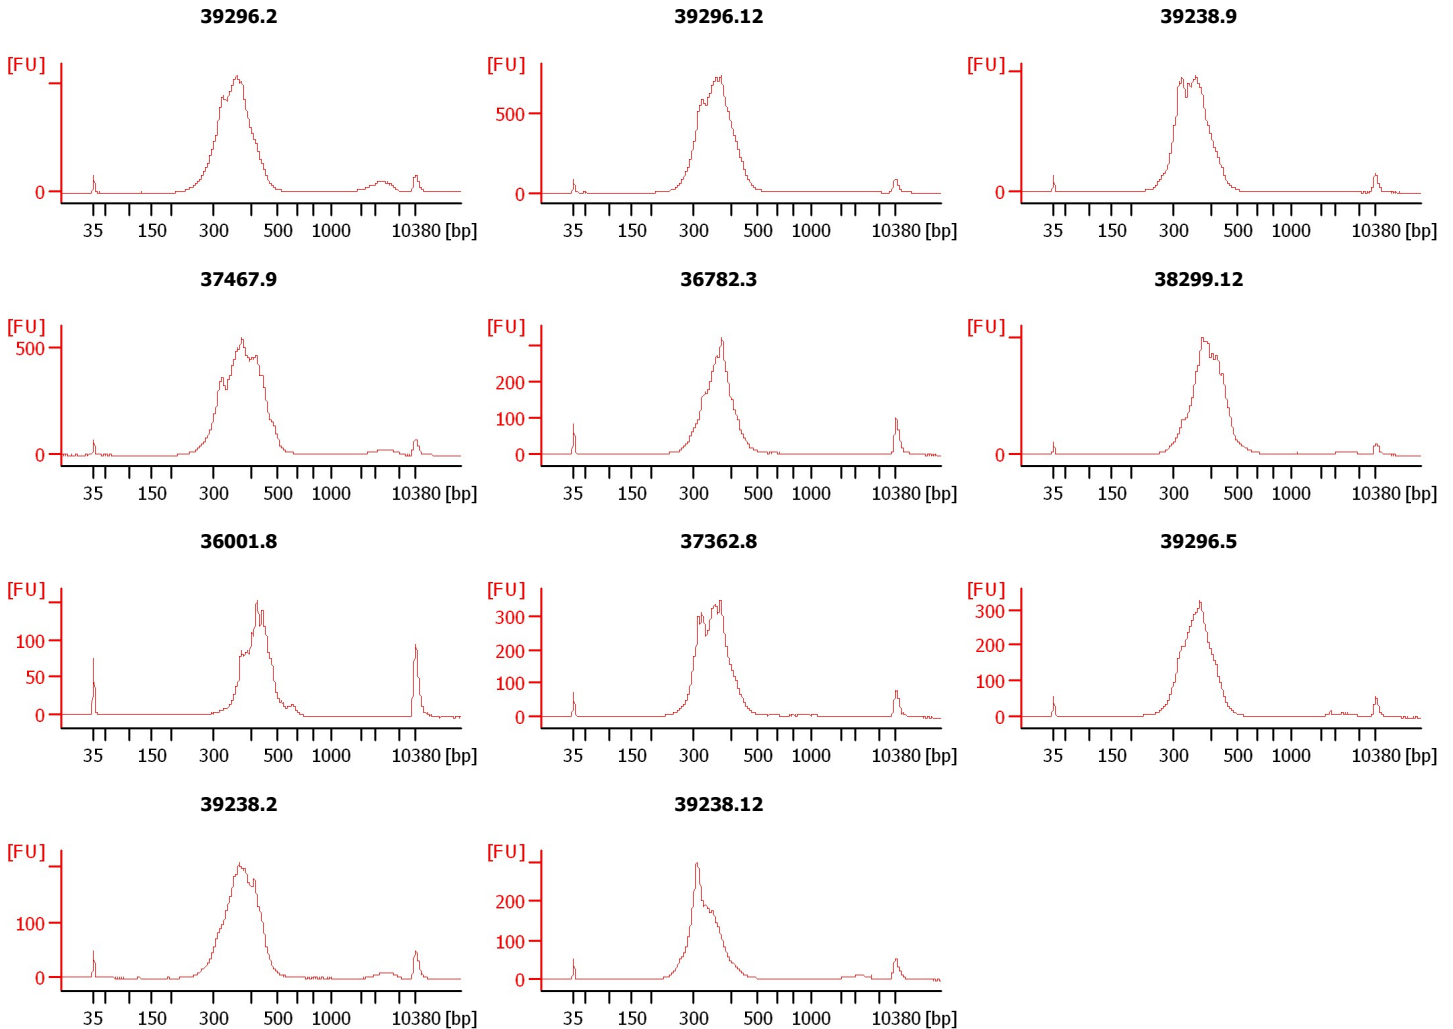 39296.2 39296.12 39238.9
[FU] [FU] [FU]
500
0 0 0
35 150 300 500 1000 10380 [bp] 35 150 300 500 1000 10380 [bp] 35 150 300 500 1000 10380 [bp]
37467.9 36782.3 38299.12
[FU] [FU] [FU]
500
200
100
0 0 0
35 150 300 500 1000 10380 [bp] 35 150 300 500 1000 10380 [bp] 35 150 300 500 1000 10380 [bp]
36001.8 37362.8 39296.5
[FU] [FU] [FU]
300 300
100 200 200
50 100 100
0 0 0
35 150 300 500 1000 10380 [bp] 35 150 300 500 1000 10380 [bp] 35 150 300 500 1000 10380 [bp]
39238.2 39238.12
[FU] [FU]
200
100 100
0 0
35 150 300 500 1000 10380 [bp] 35 150 300 500 1000 10380 [bp]